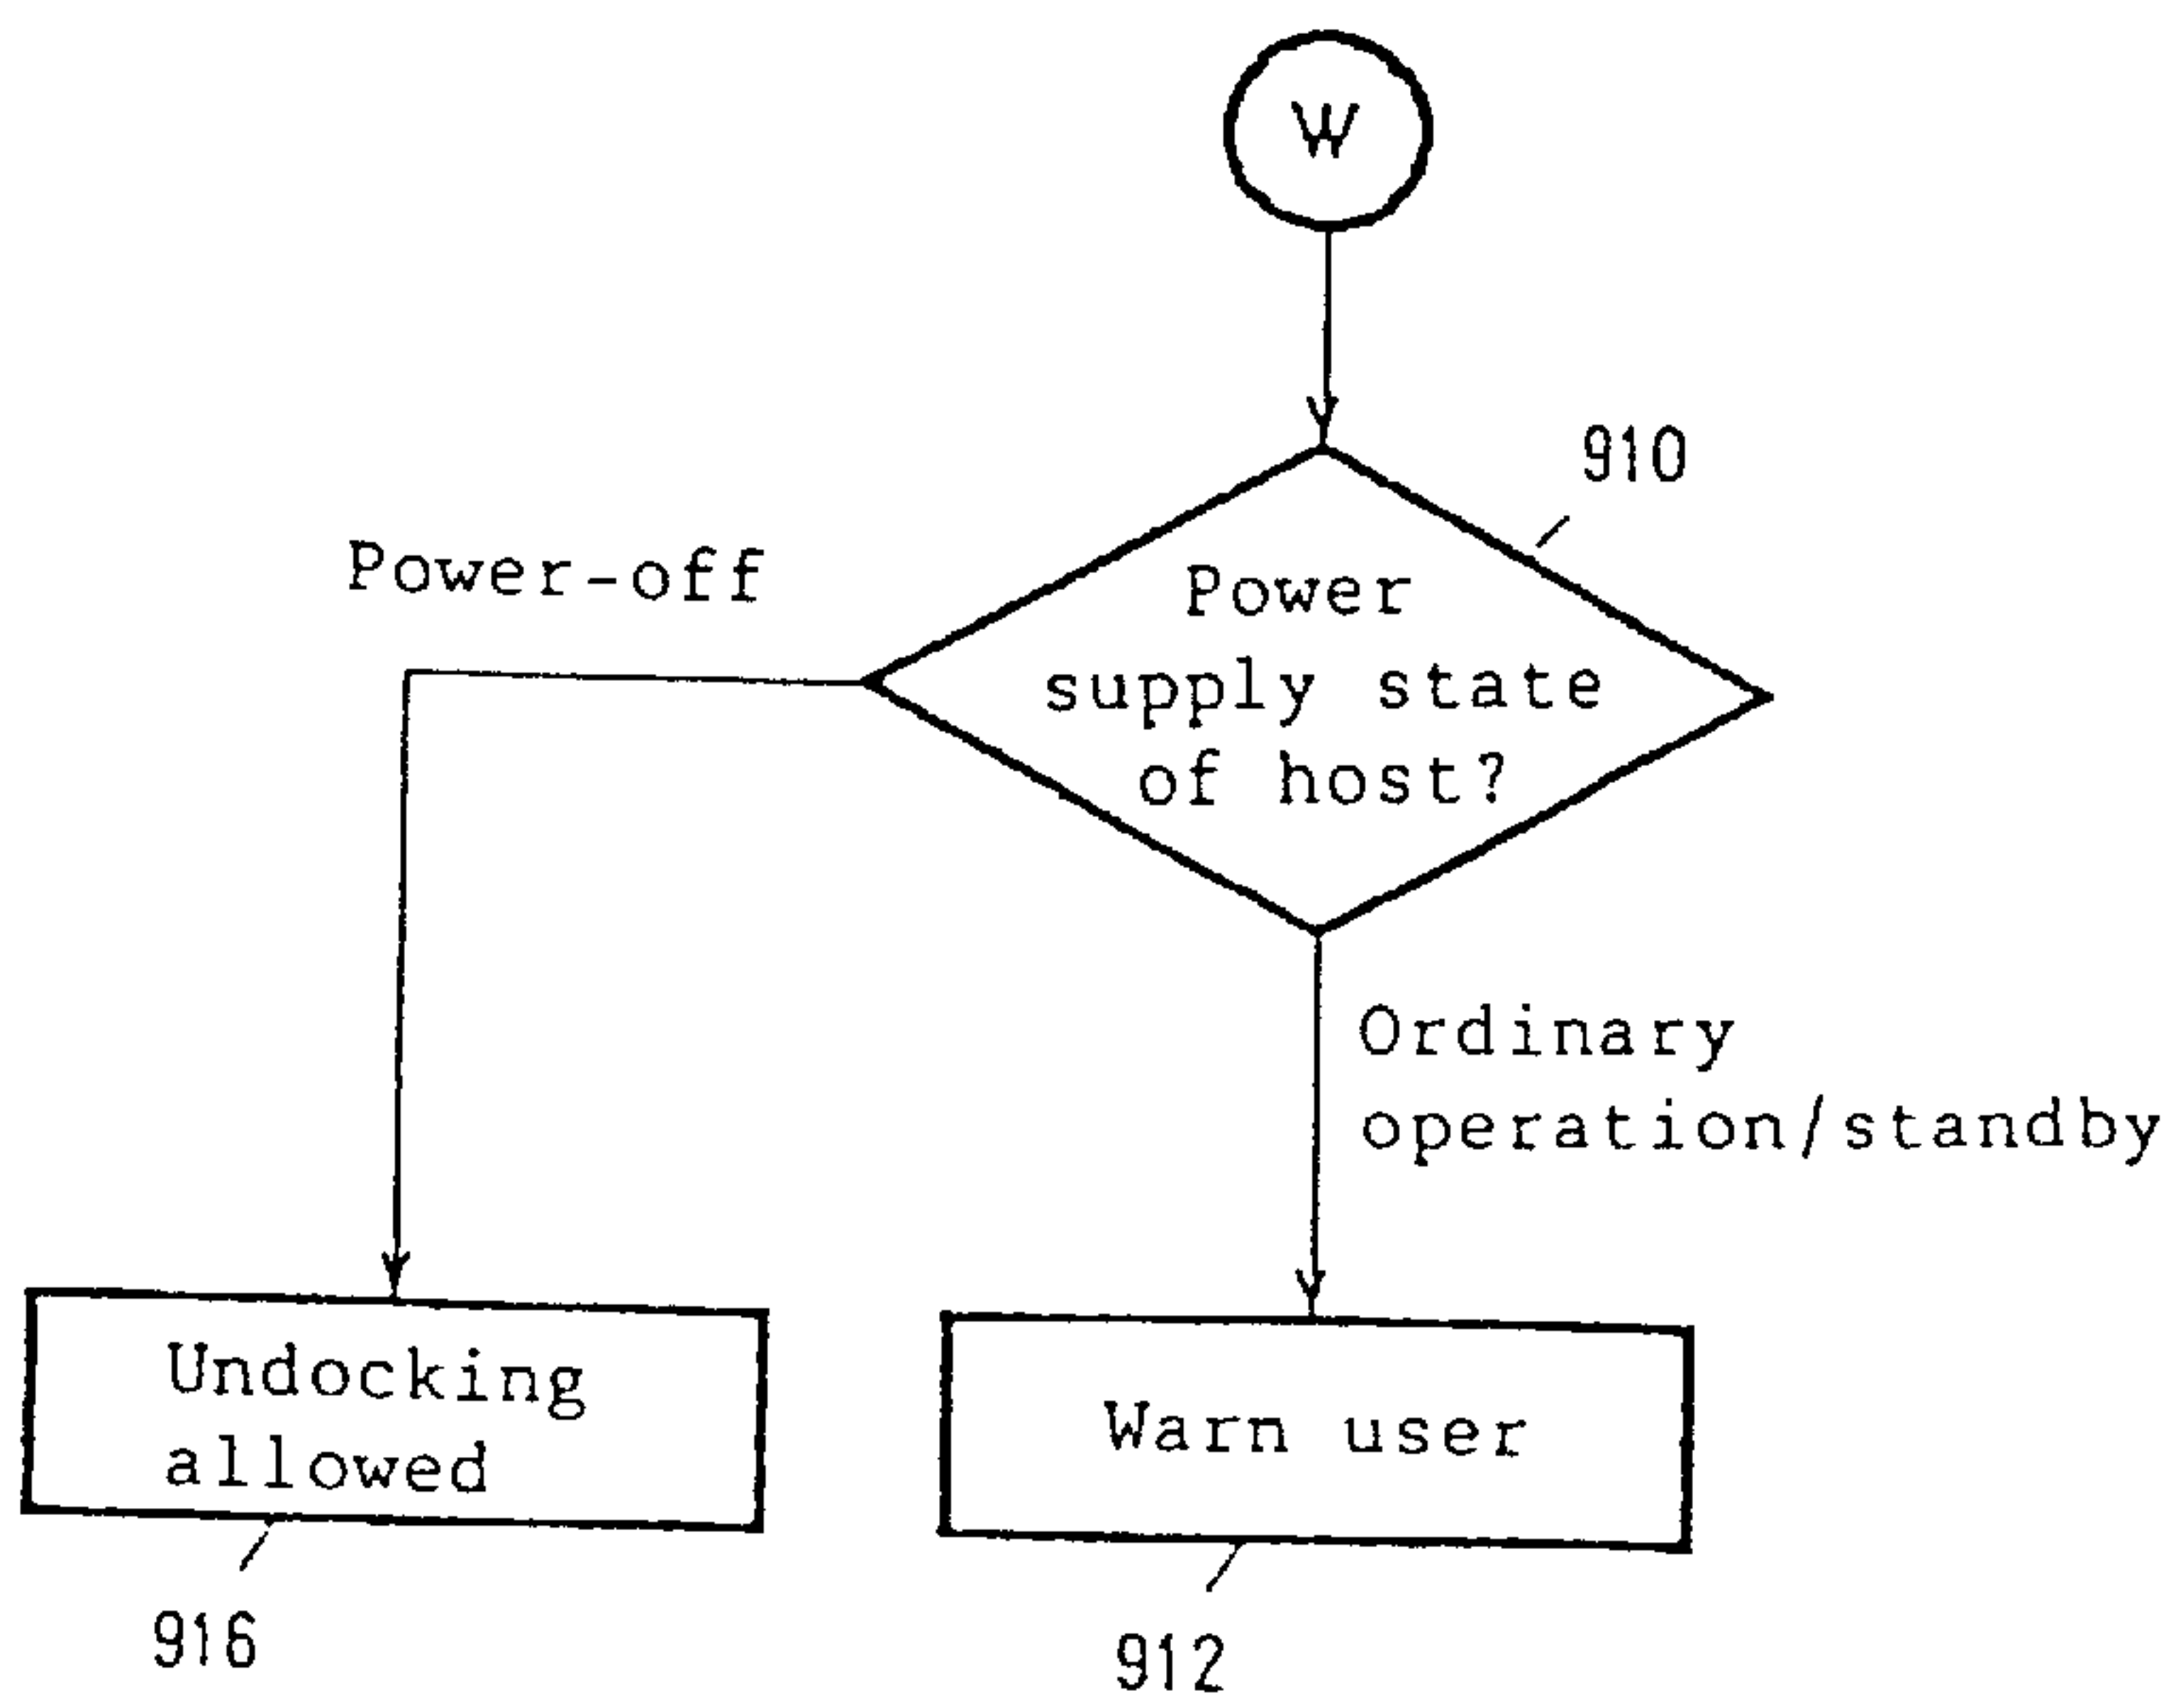 W
910
Power-off
Power
supply state
of host?
Ordinary
operation/standby
Undocking
allowed
Warn user
916
912